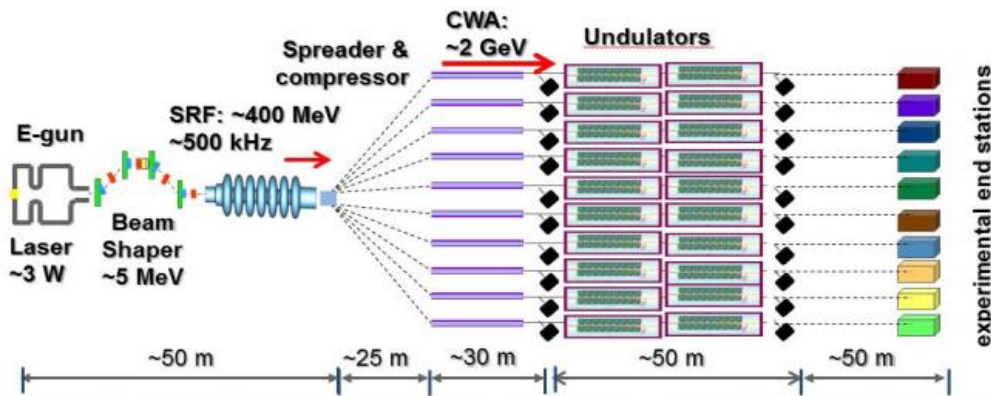 CWA:
~2 GeV
Undulators
Spreader &
compressor
SRF: ~400 MeV
~500 kHz
E-gun
Laser
~3 W
Beam
Shaper
~5 MeV
experimental end stations
~50 m
~25 m
~30 m
~50 m
~50 m